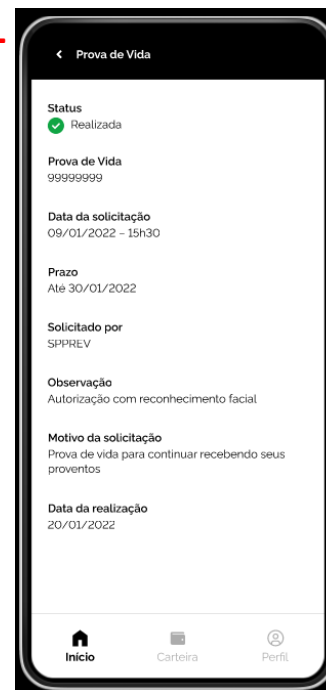 Prova de Vida
Status
Realizada
Prova de Vida
99999999
Data da solicitação
09/01/2022 – 15h30
Prazo
Até 30/01/2022
Solicitado por
SPPREV
Observação
Autorização com reconhecimento facial
Motivo da solicitação
Prova de vida para continuar recebendo seus
proventos
Data da realização
20/01/2022
Início
Carteira
Perfil